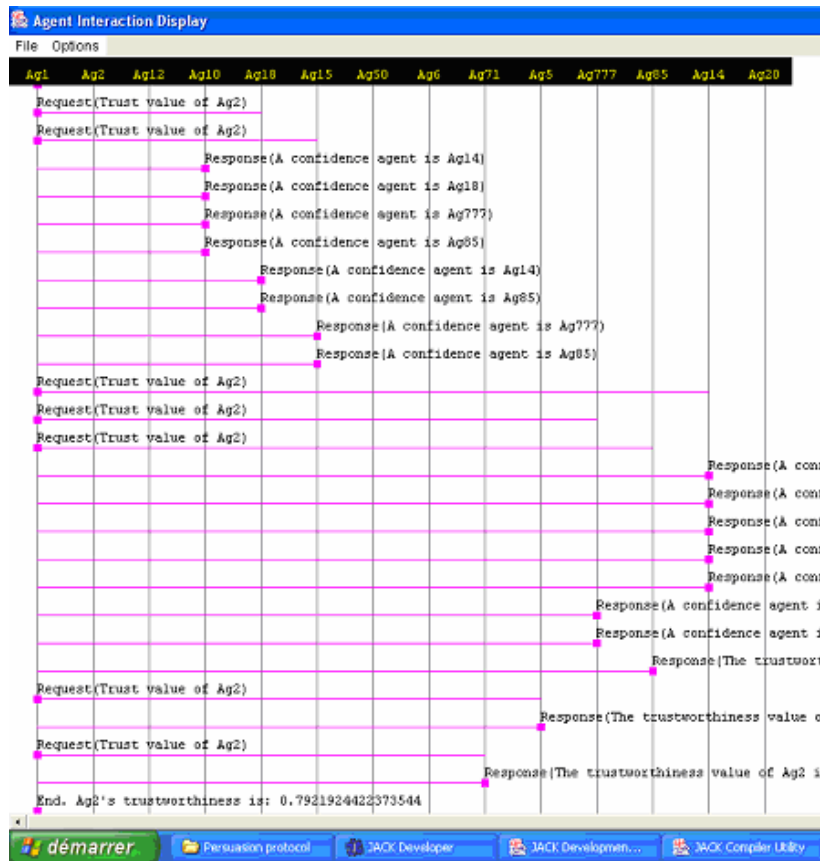 Agent Interaction Display
File Options
Ag1 Ag2 Ag12 Ag10 Ag18 Ag15 Ag50 Ag6 Ag71 Ag5 Ag777 Ag85 Ag14 Ag20
Request(Trust value of Ag2)
Request(Trust value of Ag2)
Response(A confidence agent is Ag14)
Response(A confidence agent is Ag18)
Response(A confidence agent is Ag777)
Response(A confidence agent is Ag85)
Response(A confidence agent is Ag14)
Response(A confidence agent is Ag85)
Response(A confidence agent is Ag777)
Response(A confidence agent is Ag85)
Request(Trust value of Ag2)
Request(Trust value of Ag2)
Request(Trust value of Ag2)
Response(A con
Response(A con
Response(A con
Response(A con
Response(A con
Response(A confidence agent i
Response(A confidence agent i
Response(The trustwort
Request(Trust value of Ag2)
Response(The trustworthiness value o
Request(Trust value of Ag2)
Response(The trustworthiness value of Ag2 i
End. Ag2's trustworthiness is: 0.7921924422373544
démarrer Persuasion protocol JACK Developer JACK Developmen... JACK Compiler Utility